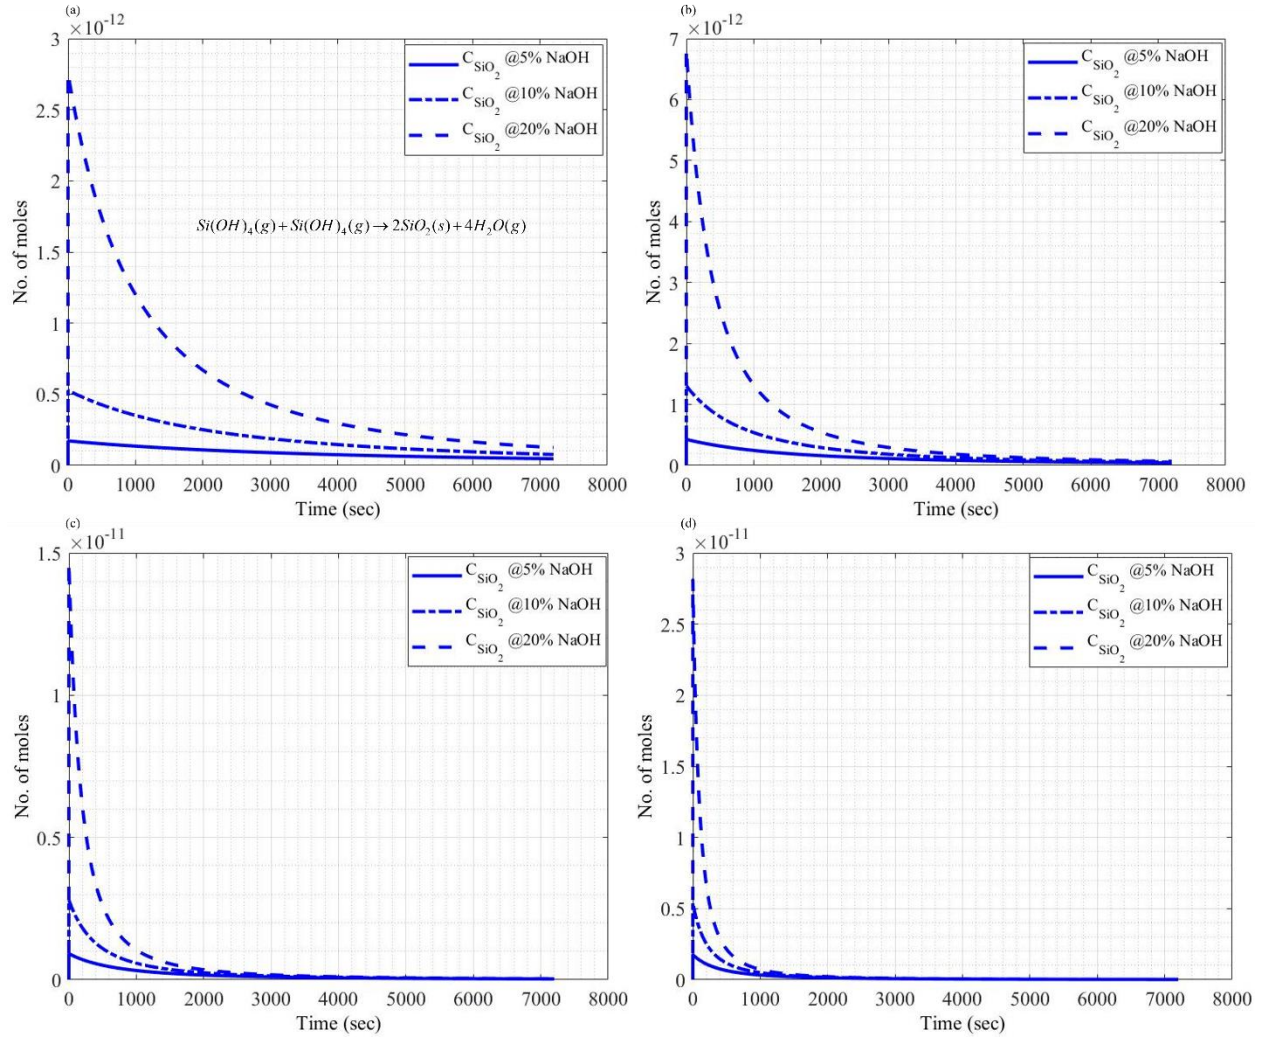 (a)
×10⁻¹²
3
2.5
2
1.5
1
0.5
0
No. of moles
C_SiO₂ @5% NaOH
C_SiO₂ @10% NaOH
C_SiO₂ @20% NaOH
Si(OH)₄(g)+Si(OH)₄(g)→2SiO₂(s)+4H₂O(g)
0 1000 2000 3000 4000 5000 6000 7000 8000
Time (sec)
(b)
×10⁻¹²
7
6
5
4
3
2
1
0
No. of moles
C_SiO₂ @5% NaOH
C_SiO₂ @10% NaOH
C_SiO₂ @20% NaOH
0 1000 2000 3000 4000 5000 6000 7000 8000
Time (sec)
(c)
×10⁻¹¹
1.5
1
0.5
0
No. of moles
C_SiO₂ @5% NaOH
C_SiO₂ @10% NaOH
C_SiO₂ @20% NaOH
0 1000 2000 3000 4000 5000 6000 7000 8000
Time (sec)
(d)
×10⁻¹¹
3
2.5
2
1.5
1
0.5
0
No. of moles
C_SiO₂ @5% NaOH
C_SiO₂ @10% NaOH
C_SiO₂ @20% NaOH
0 1000 2000 3000 4000 5000 6000 7000 8000
Time (sec)